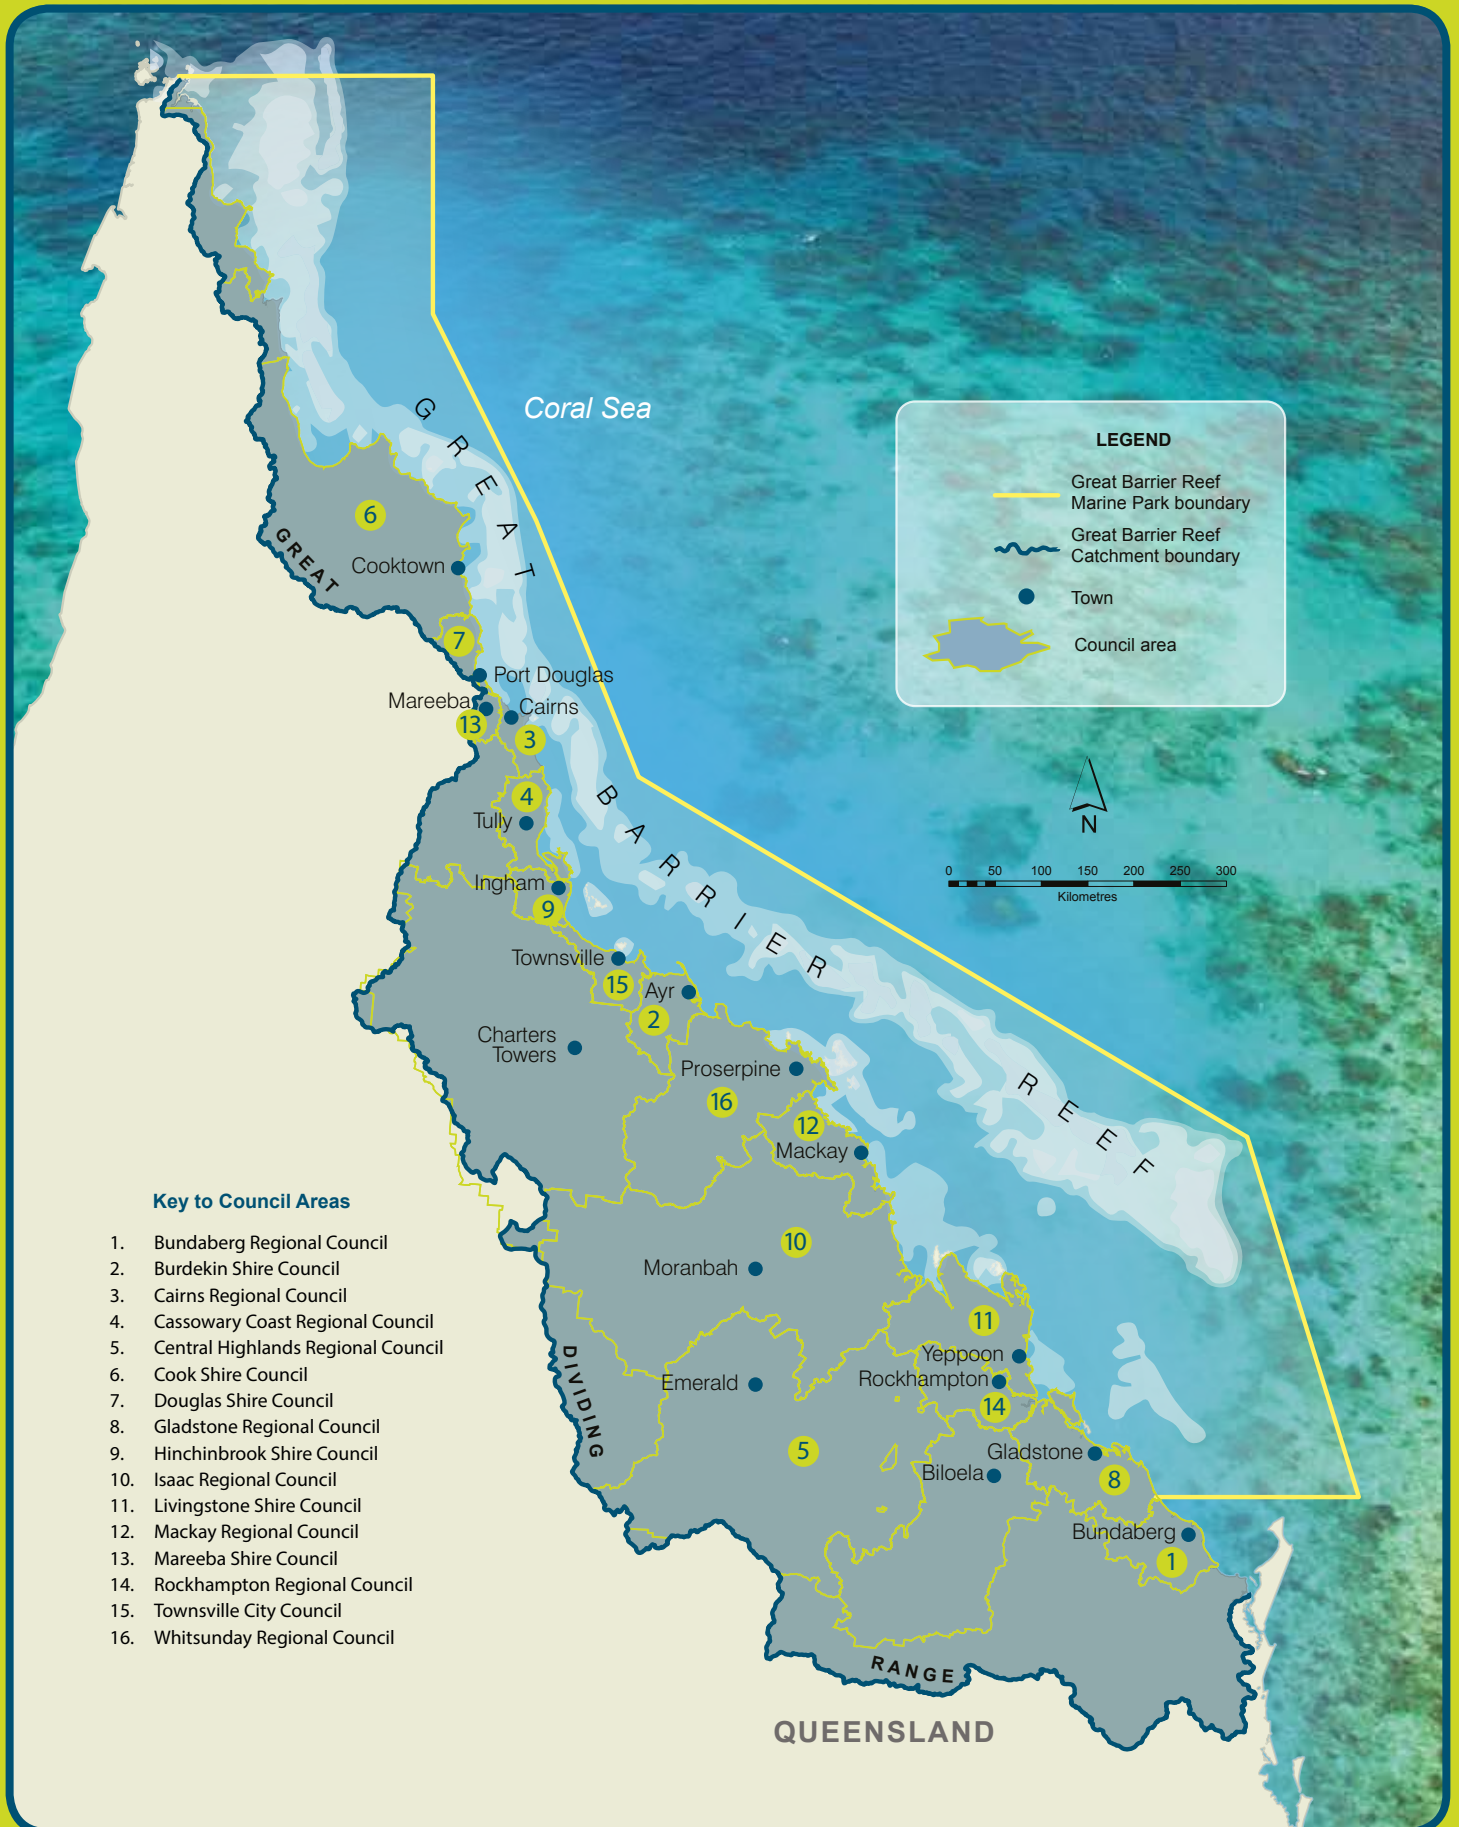 Coral Sea
GREAT
BARRIER
REEF
LEGEND
Great Barrier Reef
Marine Park boundary
Great Barrier Reef
Catchment boundary
Town
Council area
N
0 50 100 150 200 250 300
Kilometres
6
GREAT
Cooktown
7
Port Douglas
Mareeba
Cairns
13
3
4
Tully
Ingham
9
Townsville
15
Ayr
2
Charters
Towers
Proserpine
16
12
Mackay
10
Moranbah
11
DIVIDING
Yeppoon
Emerald
Rockhampton
14
5
Gladstone
Biloela
8
Bundaberg
1
RANGE
QUEENSLAND
Key to Council Areas
1. Bundaberg Regional Council
2. Burdekin Shire Council
3. Cairns Regional Council
4. Cassowary Coast Regional Council
5. Central Highlands Regional Council
6. Cook Shire Council
7. Douglas Shire Council
8. Gladstone Regional Council
9. Hinchinbrook Shire Council
10. Isaac Regional Council
11. Livingstone Shire Council
12. Mackay Regional Council
13. Mareeba Shire Council
14. Rockhampton Regional Council
15. Townsville City Council
16. Whitsunday Regional Council